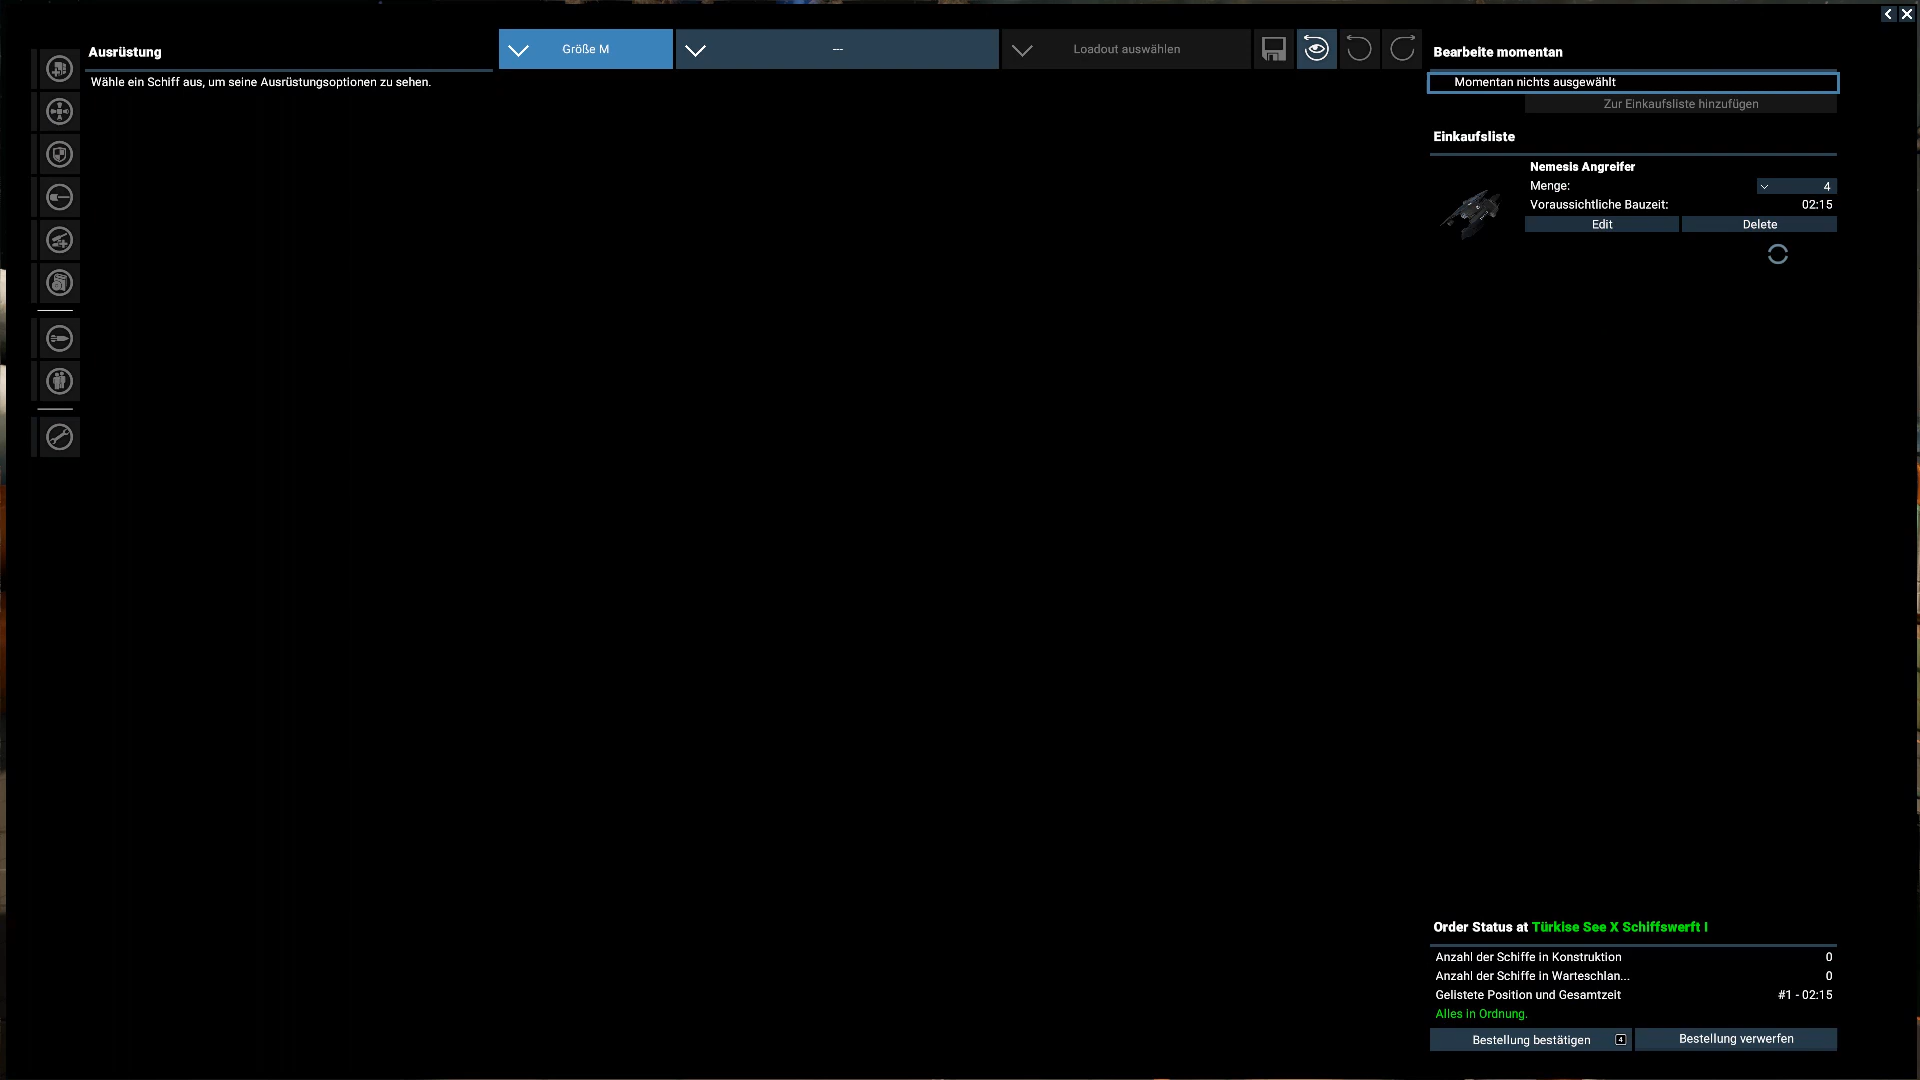 Ausrüstung
Wähle ein Schiff aus, um seine Ausrüstungsoptionen zu sehen.
Größe M
---
Loadout auswählen
Bearbeite momentan
Momentan nichts ausgewählt
Zur Einkaufsliste hinzufügen
Einkaufsliste
Nemesis Angreifer
Menge: 4
Voraussichtliche Bauzeit: 02:15
Edit Delete
Order Status at Türkise See X Schiffswerft I
Anzahl der Schiffe in Konstruktion 0
Anzahl der Schiffe in Warteschlan... 0
Gelistete Position und Gesamtzeit #1 - 02:15
Alles in Ordnung.
Bestellung bestätigen 4 Bestellung verwerfen